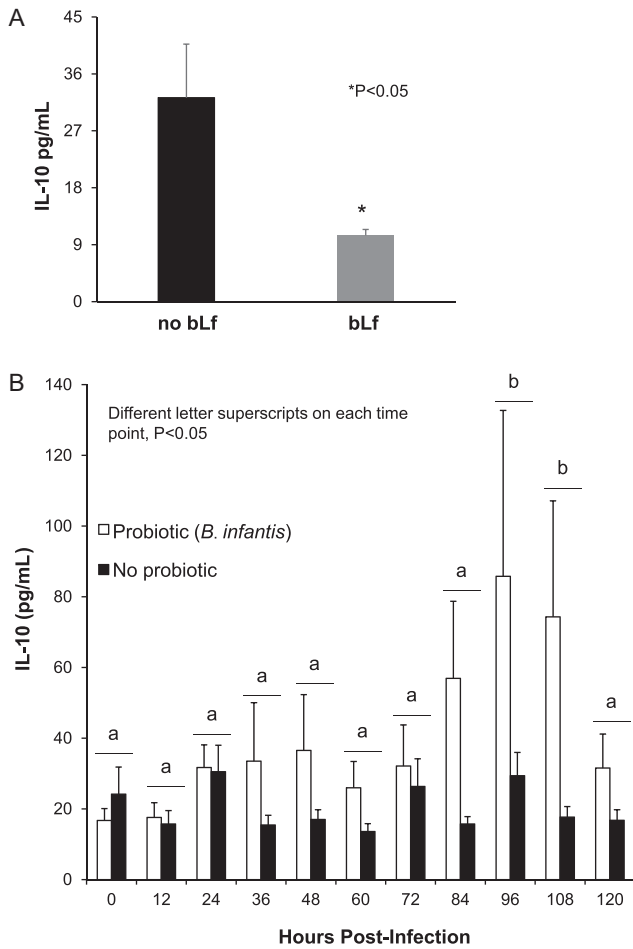 A
45
36
27
18
9
0
IL-10 pg/mL
*P<0.05
*
no bLf
bLf
B
140
120
100
80
60
40
20
0
IL-10 (pg/mL)
Different letter superscripts on each time
point, P<0.05
Probiotic (B. infantis)
No probiotic
a
a
a
a
a
a
a
a
b
b
a
0 12 24 36 48 60 72 84 96 108 120
Hours Post-Infection